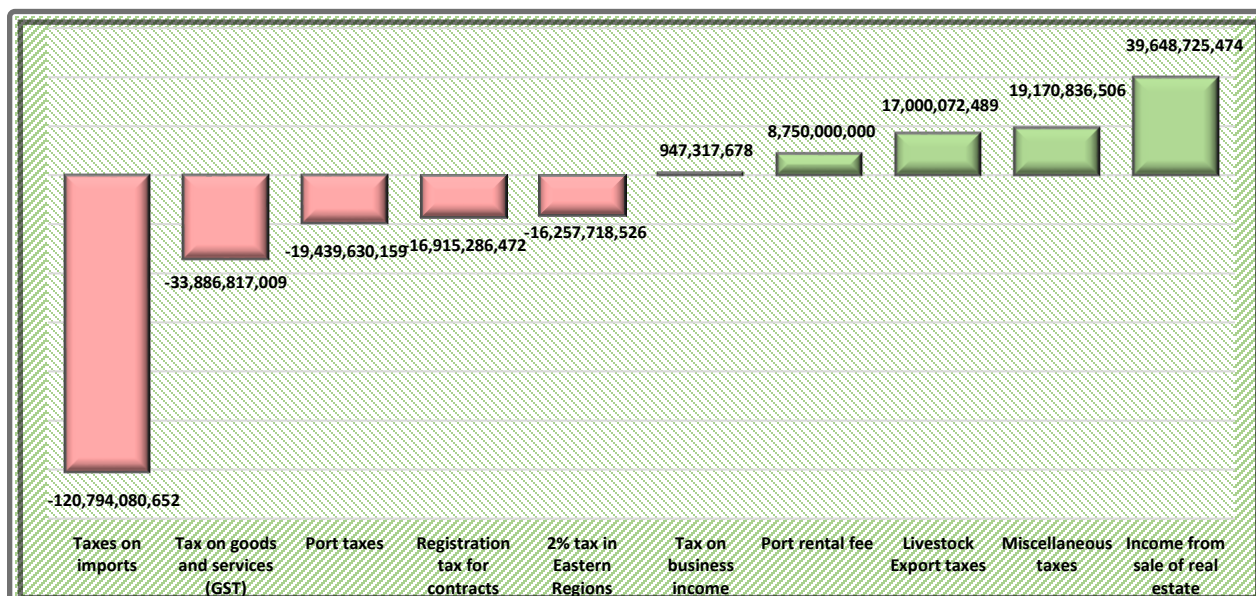 39,648,725,474
19,170,836,506
17,000,072,489
8,750,000,000
947,317,678
-16,257,718,526
-16,915,286,472
-19,439,630,159
-33,886,817,009
-120,794,080,652
Taxes on
imports
Tax on goods
and services
(GST)
Port taxes
Registration
tax for
contracts
2% tax in
Eastern
Regions
Tax on
business
income
Port rental fee
Livestock
Export taxes
Miscellaneous
taxes
Income from
sale of real
estate